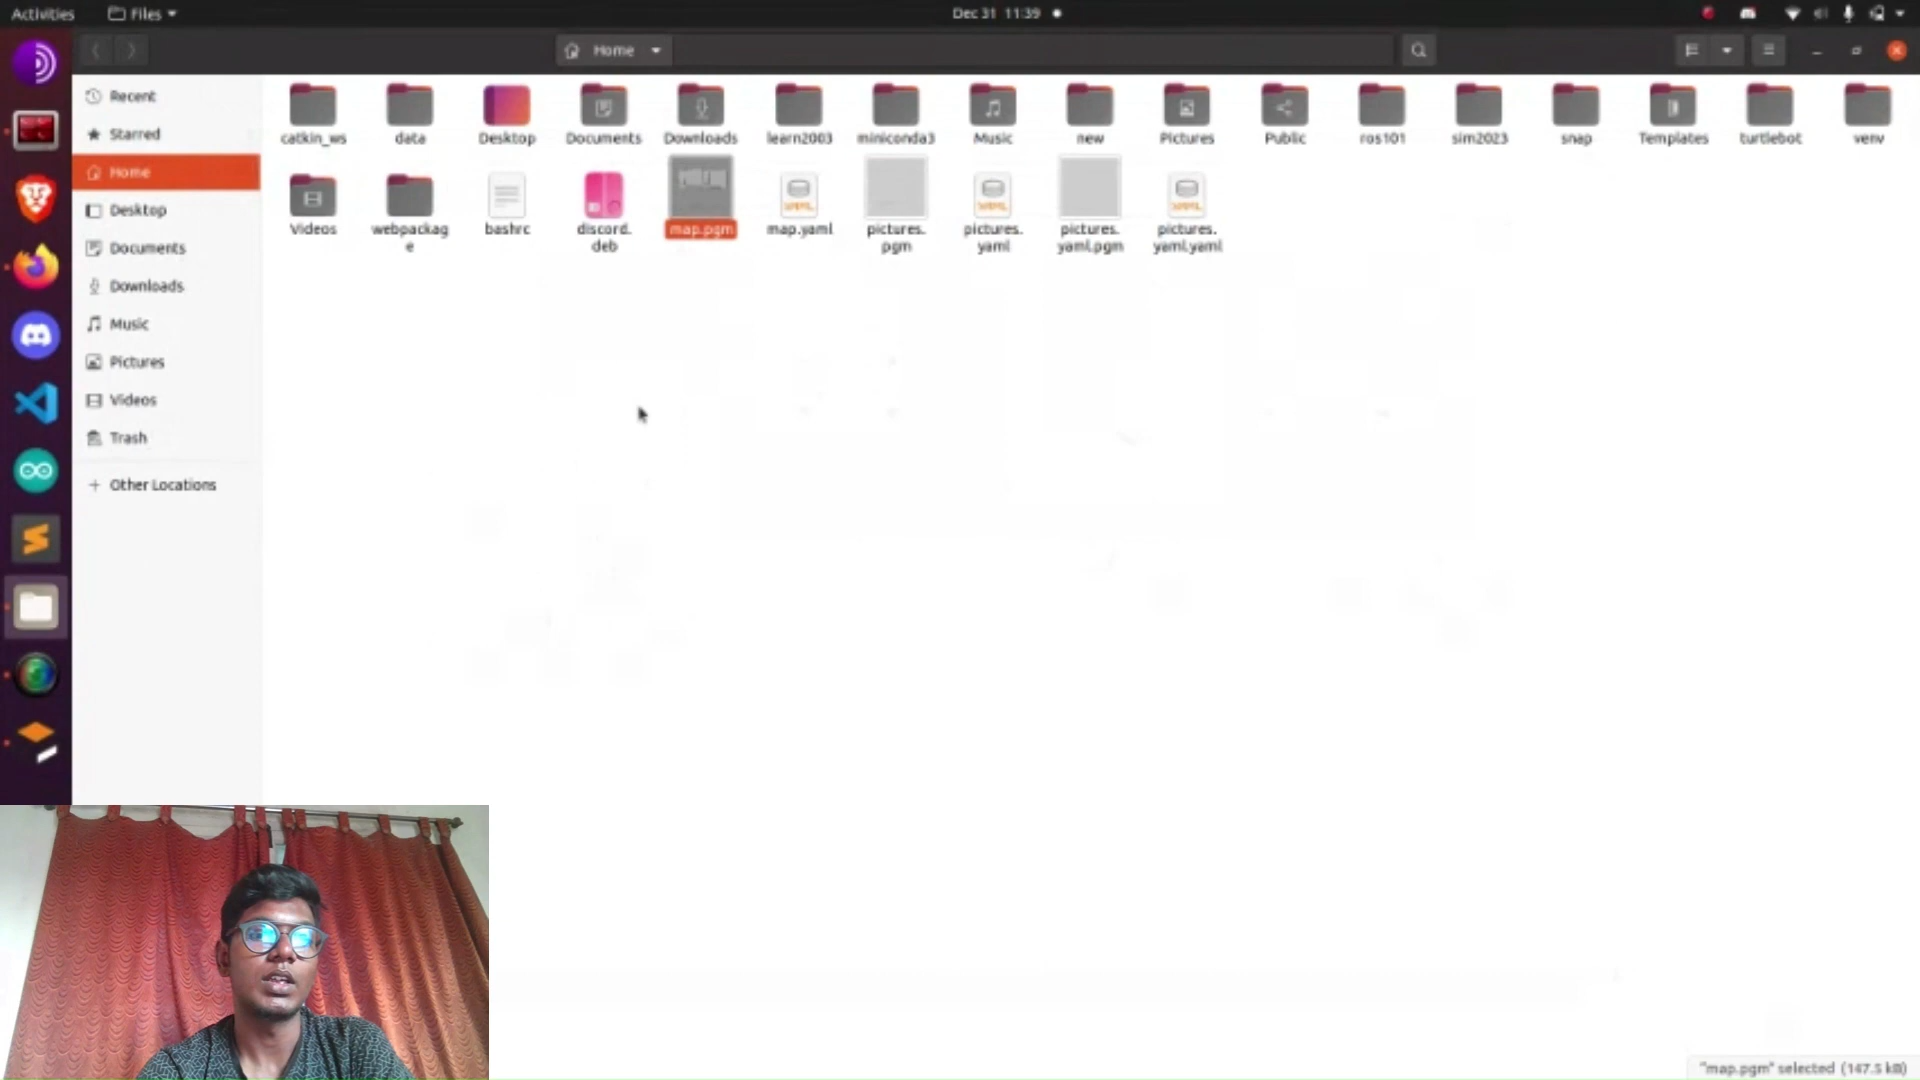 Activities Files Dec 31 11:39
Home
Recent
Starred
Home
Desktop
Documents
Downloads
Music
Pictures
Videos
Trash
Other Locations
catkin_ws data Desktop Documents Downloads learn2003 miniconda3 Music new Pictures Public ros101 sim2023 snap Templates turtlebot venv
Videos webpackag bashrc discord. map.pgm map.yaml pictures. pictures. pictures. pictures.
e deb pgm yaml yaml.pgm yaml.yaml
"map.pgm" selected (147.5 kB)